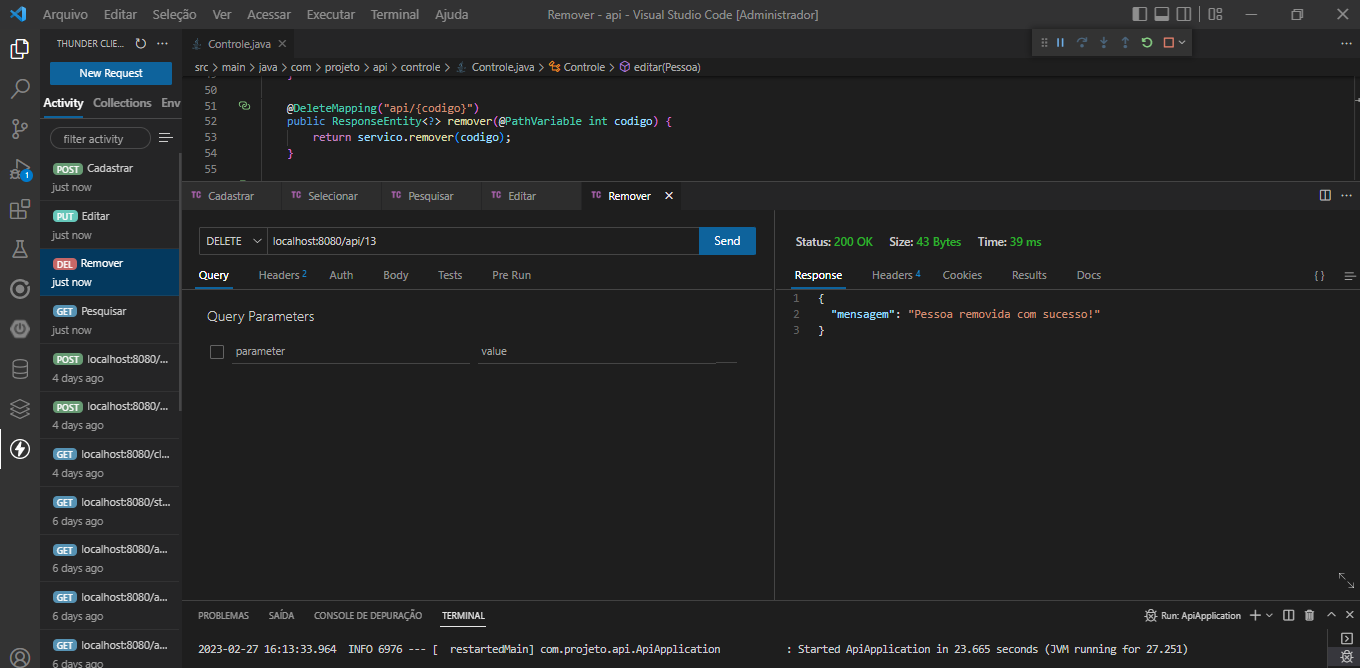 Arquivo Editar Seleção Ver Acessar Executar Terminal Ajuda
Remover - api - Visual Studio Code [Administrador]
THUNDER CLIE... ···
New Request
Activity Collections Env
filter activity
POST Cadastrar
just now
PUT Editar
just now
DEL Remover
just now
GET Pesquisar
just now
POST localhost:8080/...
4 days ago
POST localhost:8080/...
4 days ago
GET localhost:8080/cl...
4 days ago
GET localhost:8080/st...
6 days ago
GET localhost:8080/a...
6 days ago
GET localhost:8080/a...
6 days ago
GET localhost:8080/a...
6 days ago
1
Controle.java
src > main > java > com > projeto > api > controle > Controle.java > Controle > editar(Pessoa)
50
51 @DeleteMapping("api/{codigo}")
52 public ResponseEntity<?> remover(@PathVariable int codigo) {
53 return servico.remover(codigo);
54 }
55
TC Cadastrar TC Selecionar TC Pesquisar TC Editar TC Remover
DELETE localhost:8080/api/13 Send
Query Headers 2 Auth Body Tests Pre Run
Query Parameters
parameter value
Status: 200 OK Size: 43 Bytes Time: 39 ms
Response Headers 4 Cookies Results Docs { }
1 {
2 "mensagem": "Pessoa removida com sucesso!"
3 }
PROBLEMAS SAÍDA CONSOLE DE DEPURAÇÃO TERMINAL
Run: ApiApplication
2023-02-27 16:13:33.964 INFO 6976 --- [ restartedMain] com.projeto.api.ApiApplication : Started ApiApplication in 23.665 seconds (JVM running for 27.251)